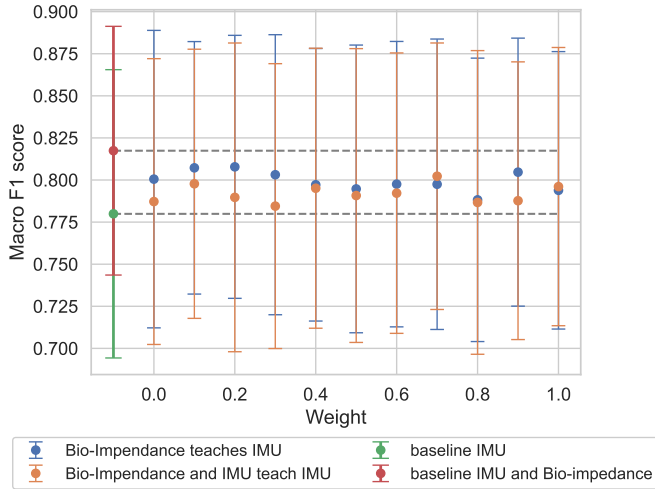 0.900
0.875
0.850
0.825
0.800
0.775
0.750
0.725
0.700
Macro F1 score
0.0 0.2 0.4 0.6 0.8 1.0
Weight
Bio-Impendance teaches IMU
Bio-Impendance and IMU teach IMU
baseline IMU
baseline IMU and Bio-impedance